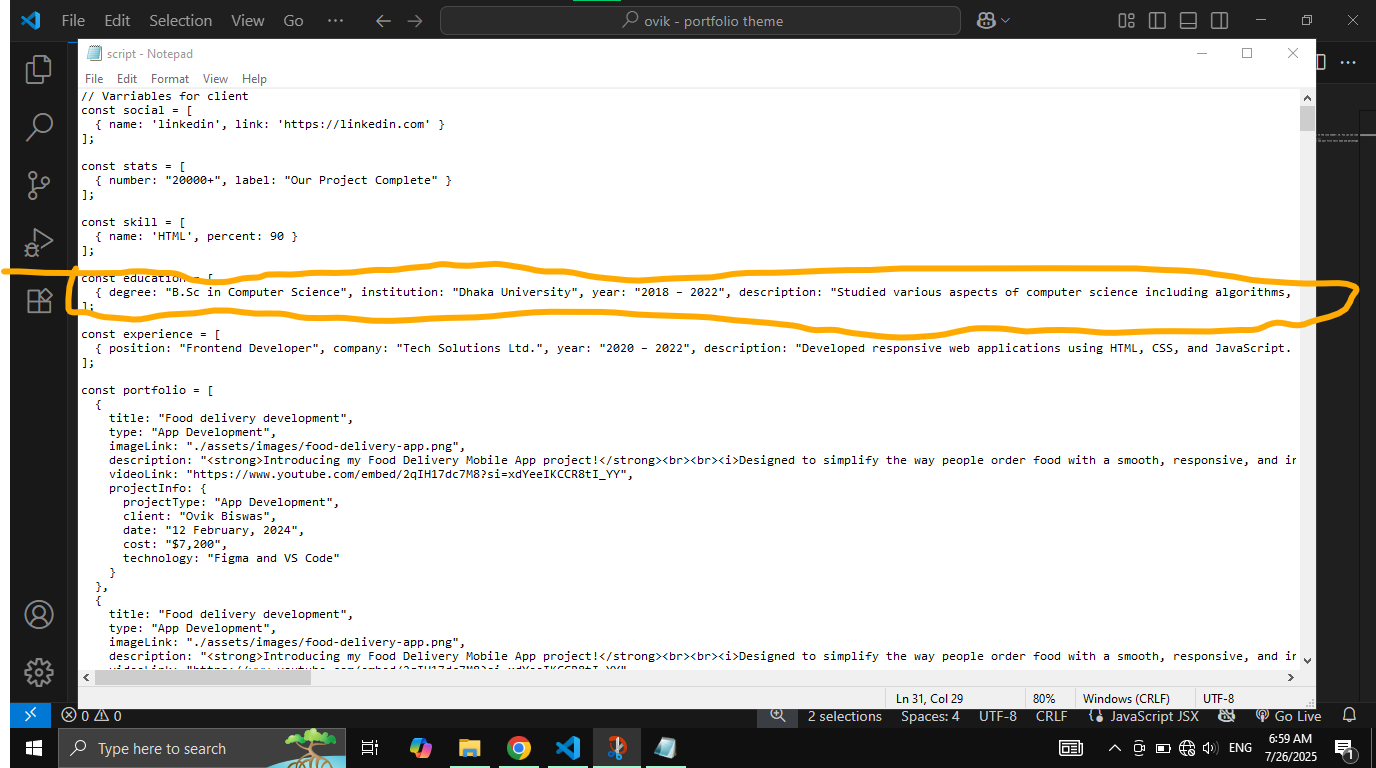 File Edit Selection View Go ··· ovik - portfolio theme
script - Notepad
File Edit Format View Help
// Varriables for client
const social = [
  { name: 'linkedin', link: 'https://linkedin.com' }
];
const stats = [
  { number: "20000+", label: "Our Project Complete" }
];
const skill = [
  { name: 'HTML', percent: 90 }
];
const education = [
  { degree: "B.Sc in Computer Science", institution: "Dhaka University", year: "2018 – 2022", description: "Studied various aspects of computer science including algorithms,
];
const experience = [
  { position: "Frontend Developer", company: "Tech Solutions Ltd.", year: "2020 – 2022", description: "Developed responsive web applications using HTML, CSS, and JavaScript.
];
const portfolio = [
  {
    title: "Food delivery development",
    type: "App Development",
    imageLink: "./assets/images/food-delivery-app.png",
    description: "<strong>Introducing my Food Delivery Mobile App project!</strong><br><br><i>Designed to simplify the way people order food with a smooth, responsive, and in
    videoLink: "https://www.youtube.com/embed/2qIH17dc7M8?si=xdYeeIKCCR8tI_YY",
    projectInfo: {
      projectType: "App Development",
      client: "Ovik Biswas",
      date: "12 February, 2024",
      cost: "$7,200",
      technology: "Figma and VS Code"
    }
  },
  {
    title: "Food delivery development",
    type: "App Development",
    imageLink: "./assets/images/food-delivery-app.png",
    description: "<strong>Introducing my Food Delivery Mobile App project!</strong><br><br><i>Designed to simplify the way people order food with a smooth, responsive, and in
Ln 31, Col 29 80% Windows (CRLF) UTF-8
0 0 2 selections Spaces: 4 UTF-8 CRLF JavaScript JSX Go Live
Type here to search ENG 6:59 AM
7/26/2025 1